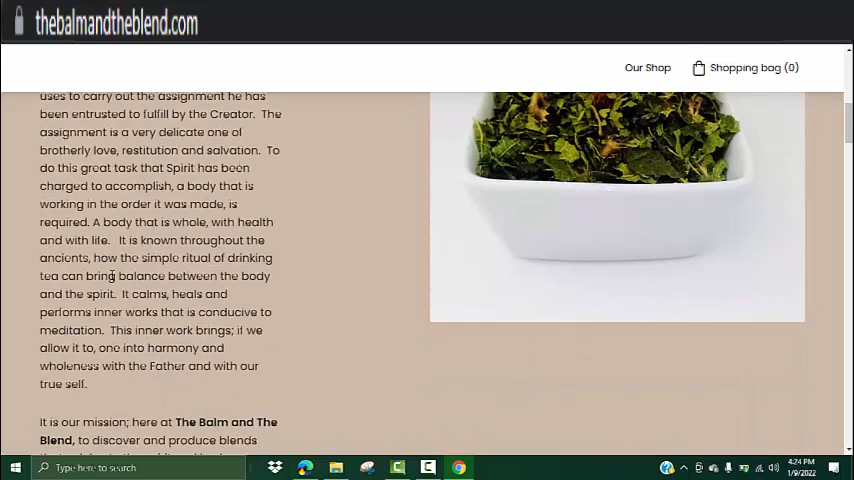 thebalmandtheblend.com
Our Shop
Shopping bag (0)
uses to carry out the assignment he has
been entrusted to fulfill by the Creator. The
assignment is a very delicate one of
brotherly love, restitution and salvation. To
do this great task that Spirit has been
charged to accomplish, a body that is
working in the order it was made, is
required. A body that is whole, with health
and with life. It is known throughout the
ancients, how the simple ritual of drinking
tea can bring balance between the body
and the spirit. It calms, heals and
performs inner works that is conducive to
meditation. This inner work brings; if we
allow it to, one into harmony and
wholeness with the Father and with our
true self.
It is our mission; here at The Balm and The
Blend, to discover and produce blends
Type here to search
4:24 PM
1/9/2022